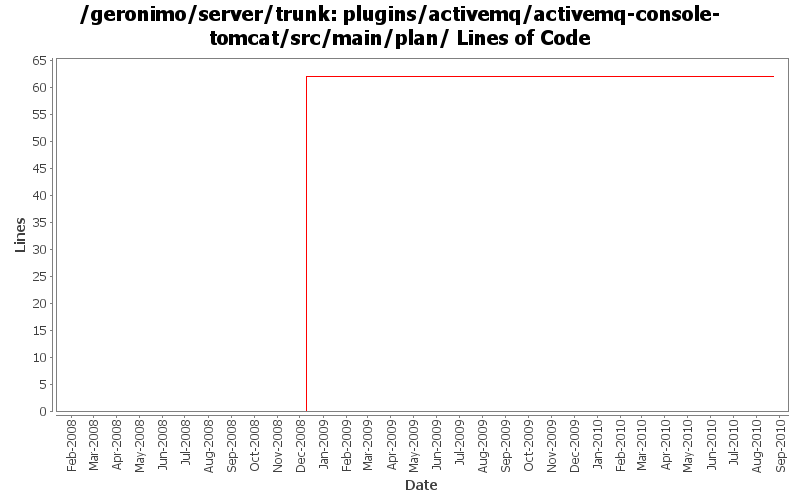 /geronimo/server/trunk: plugins/activemq/activemq-console-
tomcat/src/main/plan/ Lines of Code
65
60
55
50
45
40
35
30
25
20
15
10
5
0
Lines
Feb-2008
Mar-2008
Apr-2008
May-2008
Jun-2008
Jul-2008
Aug-2008
Sep-2008
Oct-2008
Nov-2008
Dec-2008
Jan-2009
Feb-2009
Mar-2009
Apr-2009
May-2009
Jun-2009
Jul-2009
Aug-2009
Sep-2009
Oct-2009
Nov-2009
Dec-2009
Jan-2010
Feb-2010
Mar-2010
Apr-2010
May-2010
Jun-2010
Jul-2010
Aug-2010
Sep-2010
Date